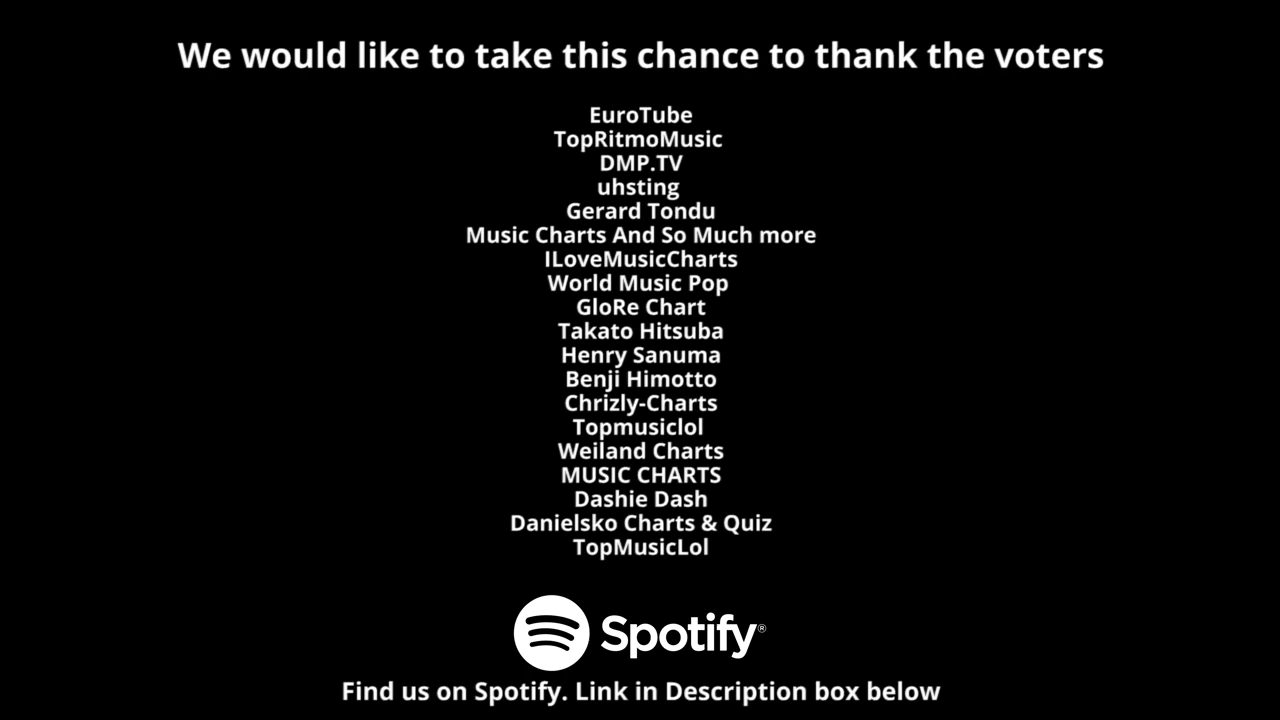 We would like to take this chance to thank the voters
EuroTube
TopRitmoMusic
DMP.TV
uhsting
Gerard Tondu
Music Charts And So Much more
ILoveMusicCharts
World Music Pop
GloRe Chart
Takato Hitsuba
Henry Sanuma
Benji Himotto
Chrizly-Charts
Topmusiclol
Weiland Charts
MUSIC CHARTS
Dashie Dash
Danielsko Charts & Quiz
TopMusicLol
Spotify®
Find us on Spotify. Link in Description box below